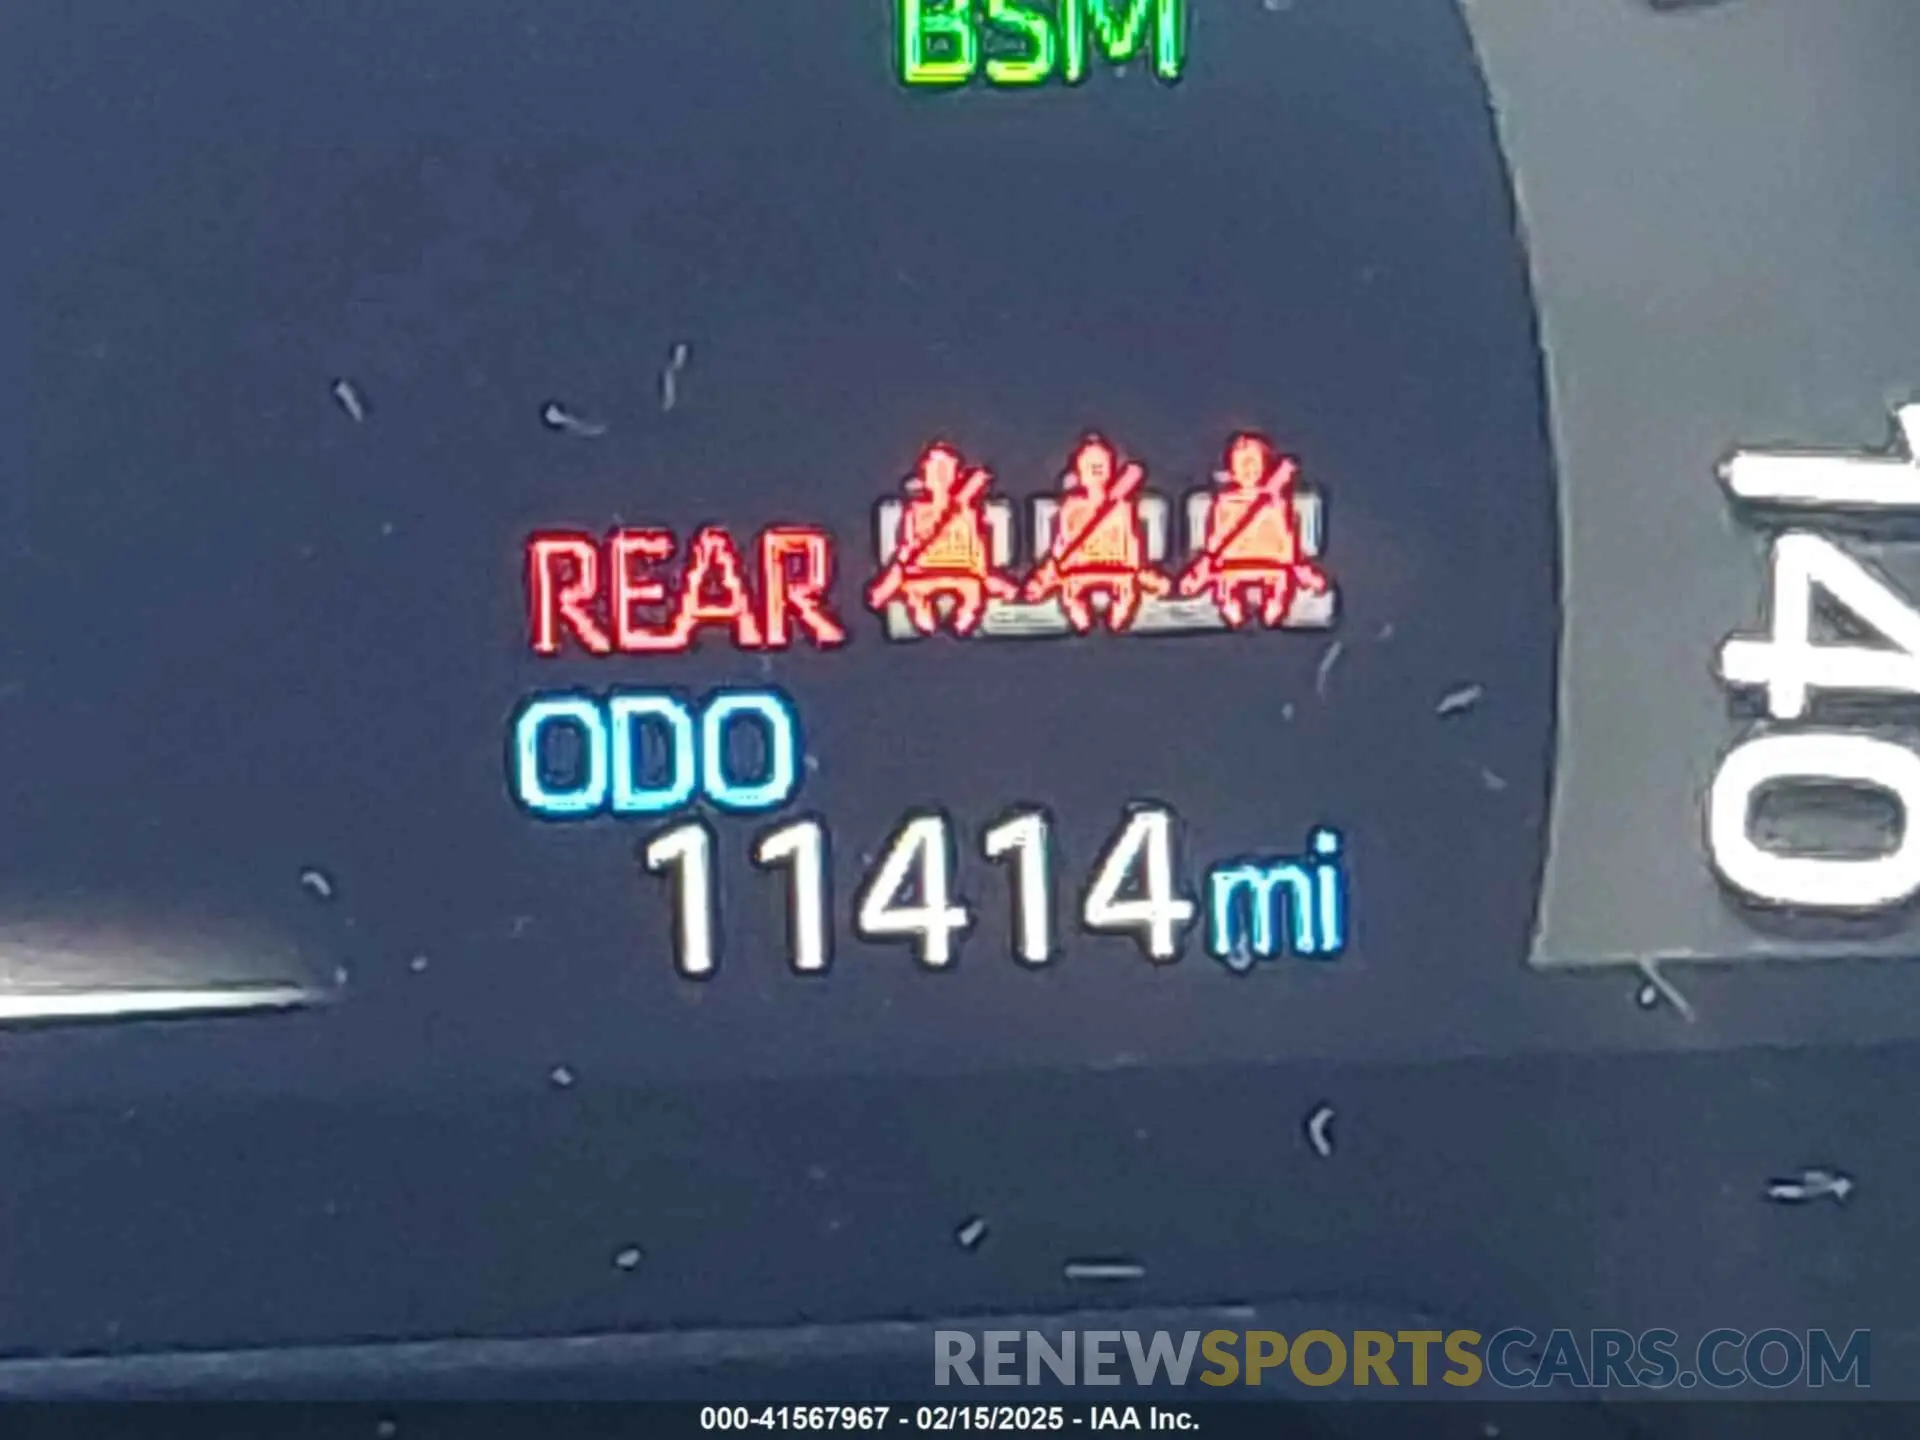 BSM
REAR
ODO
11414 mi
140
RENEWSPORTSCARS.COM
000-41567967 - 02/15/2025 - IAA Inc.